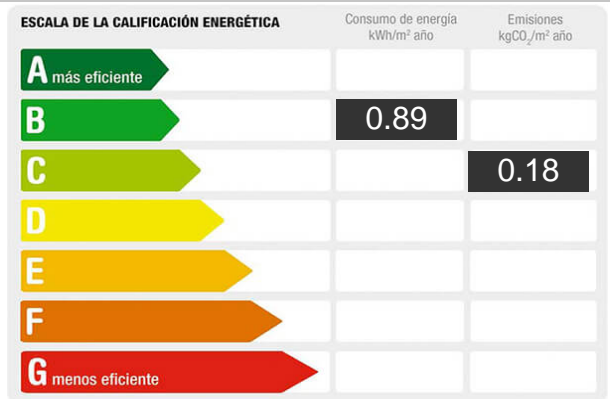 ESCALA DE LA CALIFICACIÓN ENERGÉTICA
Consumo de energía
kWh/m² año
Emisiones
kgCO₂/m² año
A más eficiente
B
0.89
C
0.18
D
E
F
G menos eficiente